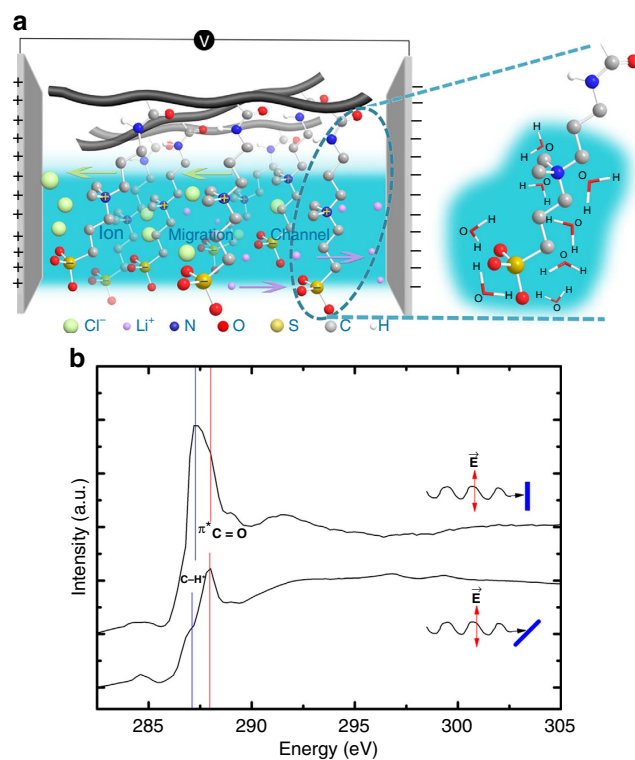 a
V
Ion Migration Channel
Cl⁻ Li⁺ N O S C H
b
Intensity (a.u.)
E
π* C = O
C–H*
E
285 290 295 300 305
Energy (eV)